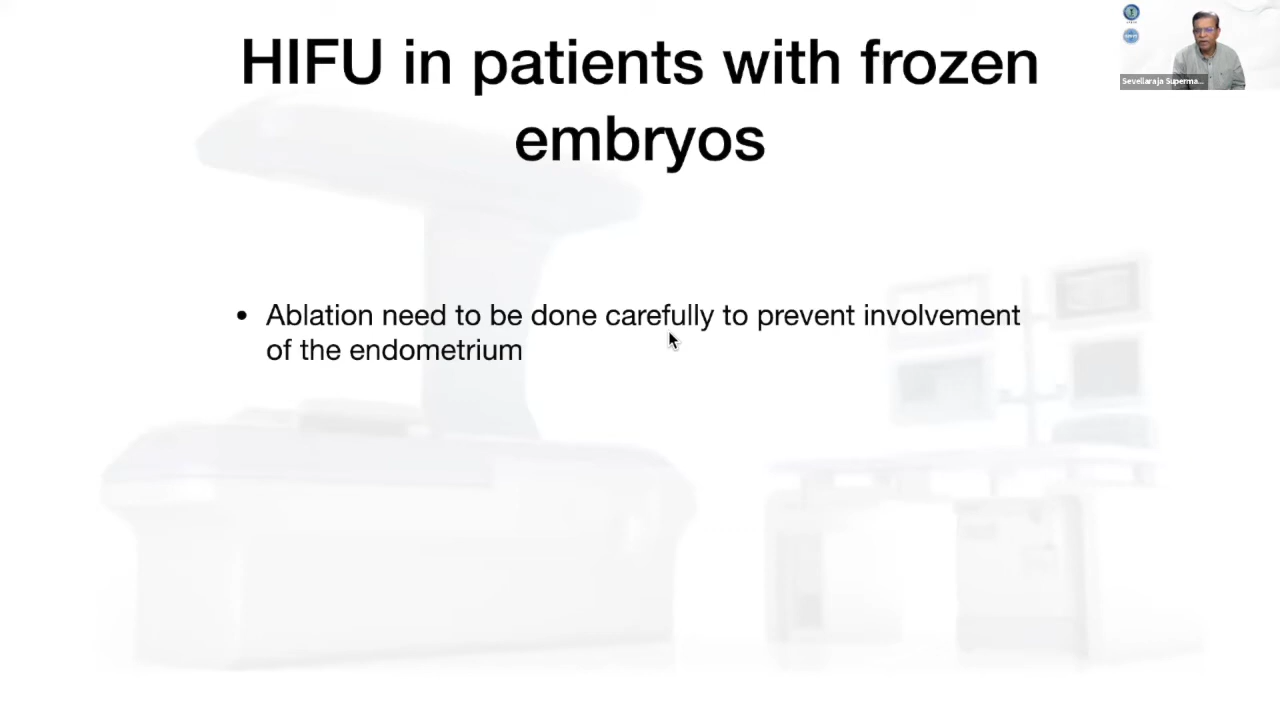 HIFU in patients with frozen
embryos
Sevellaraja Superma...
• Ablation need to be done carefully to prevent involvement
of the endometrium